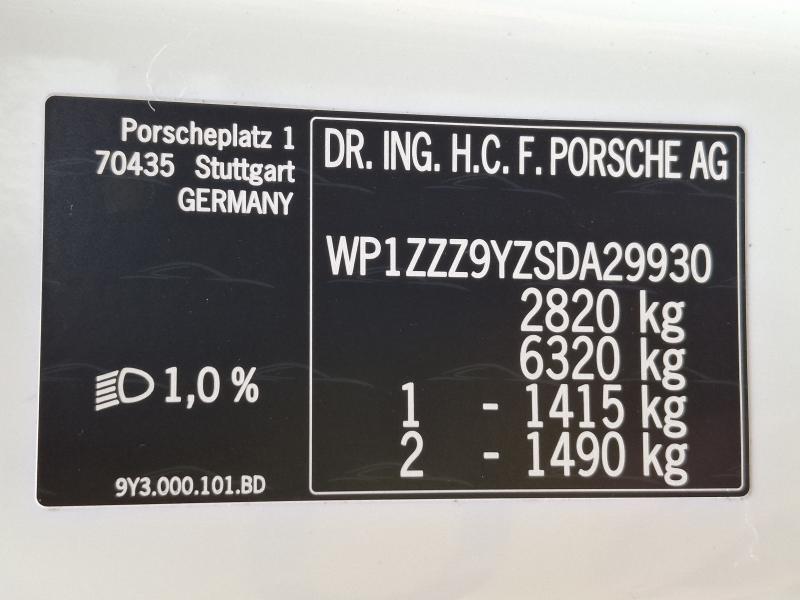 Porscheplatz 1
70435 Stuttgart
GERMANY
1,0 %
9Y3.000.101.BD
DR. ING. H.C. F. PORSCHE AG
WP1ZZZ9YZSDA29930
2820 kg
6320 kg
1 - 1415 kg
2 - 1490 kg